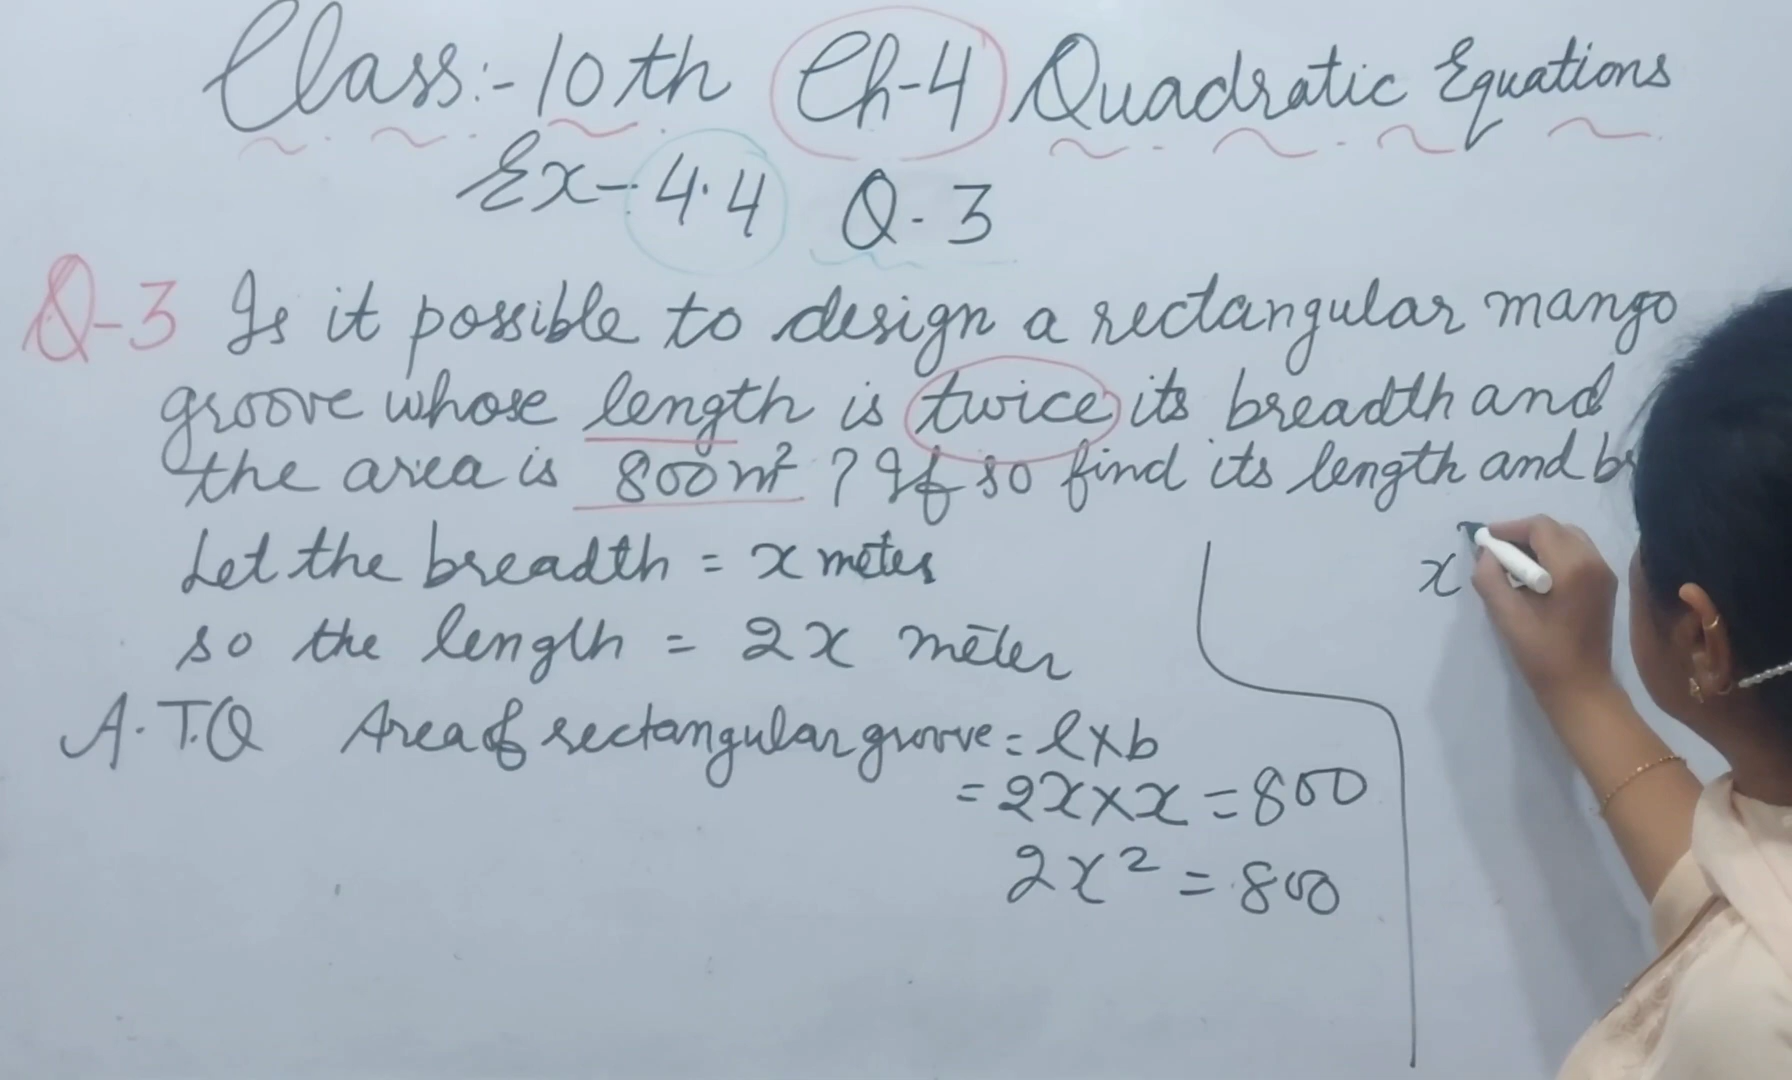 Class:-10th Ch-4 Quadratic Equations
Ex-4.4 Q.3
Q-3 Is it possible to design a rectangular mango
groove whose length is twice its breadth and
the area is 800m² ? If so find its length and
Let the breadth = x meter
so the length = 2x meter
A.T.Q Area of rectangular groove = l×b
= 2x×x = 800
2x² = 800
x